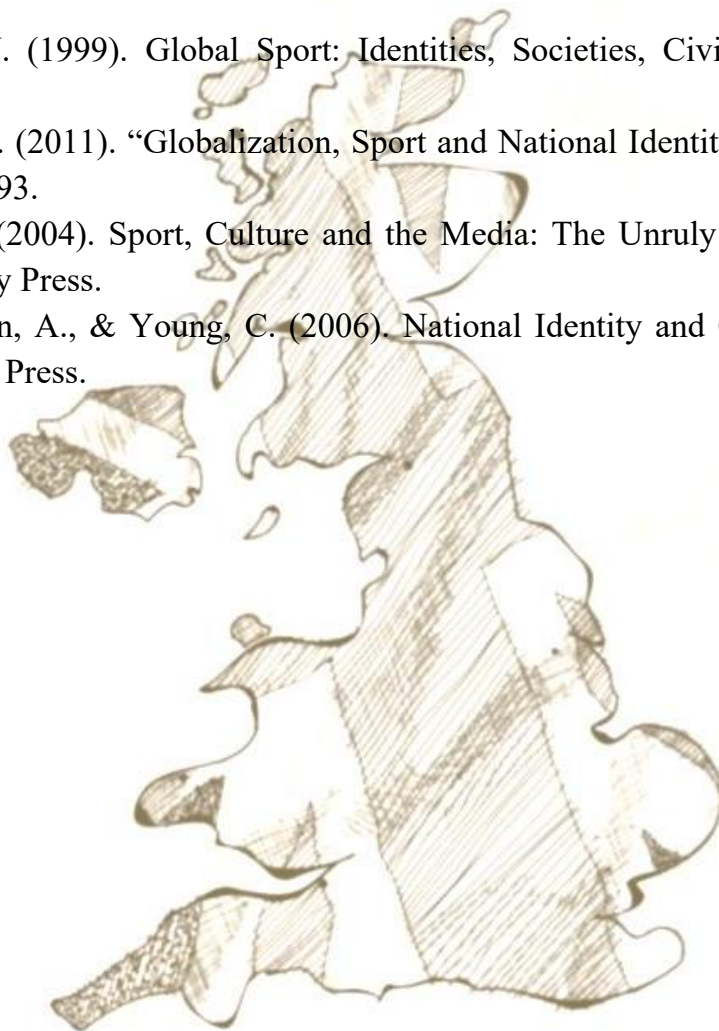 . (1999). Global Sport: Identities, Societies, Civi
. (2011). “Globalization, Sport and National Identit
93.
(2004). Sport, Culture and the Media: The Unruly
y Press.
n, A., & Young, C. (2006). National Identity and
Press.